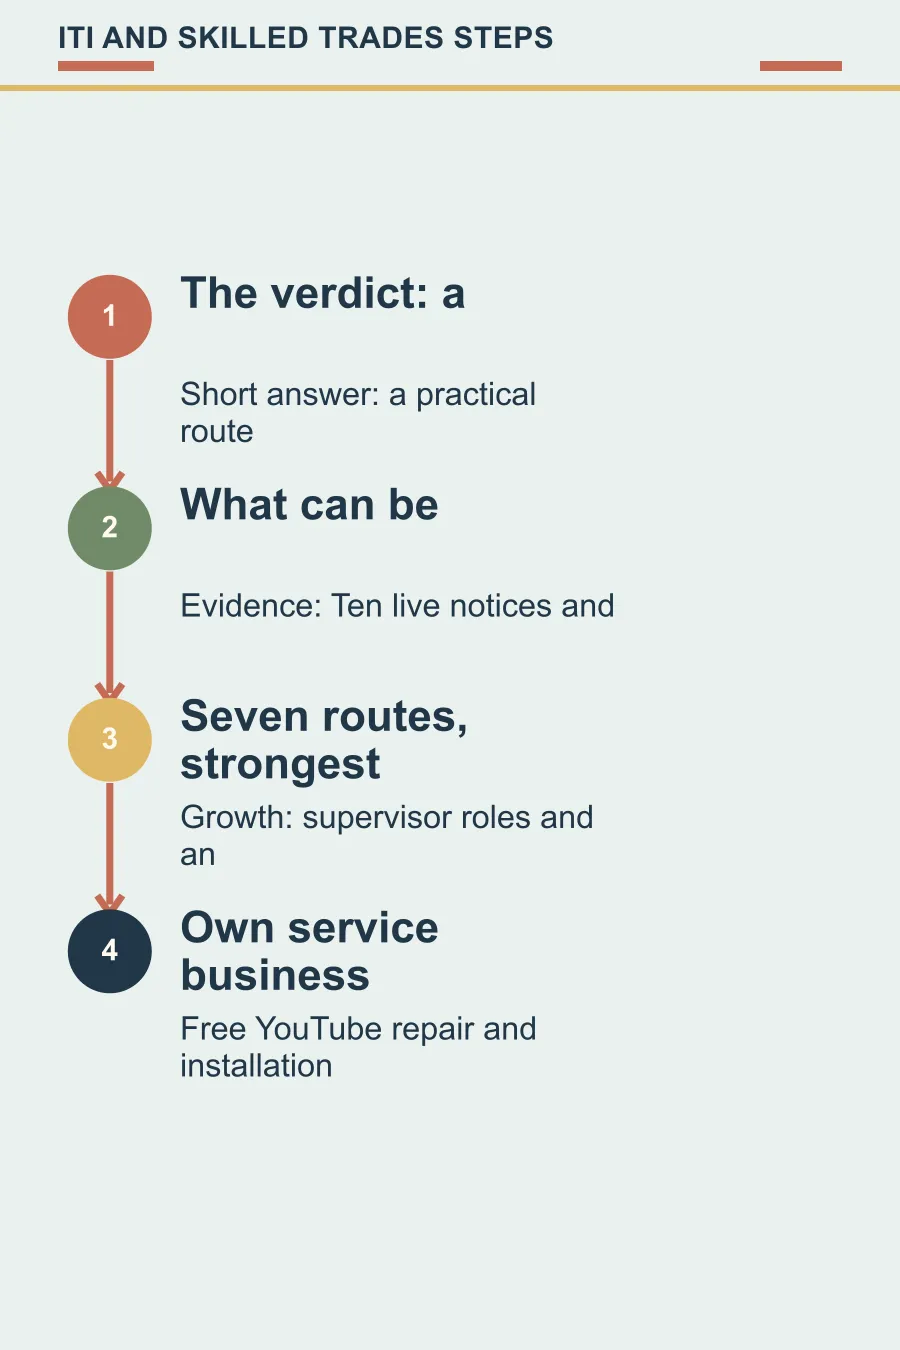 ITI AND SKILLED TRADES STEPS
1
The verdict: a
Short answer: a practical
route
2
What can be
Evidence: Ten live notices and
3
Seven routes,
strongest
Growth: supervisor roles and
an
4
Own service
business
Free YouTube repair and
installation